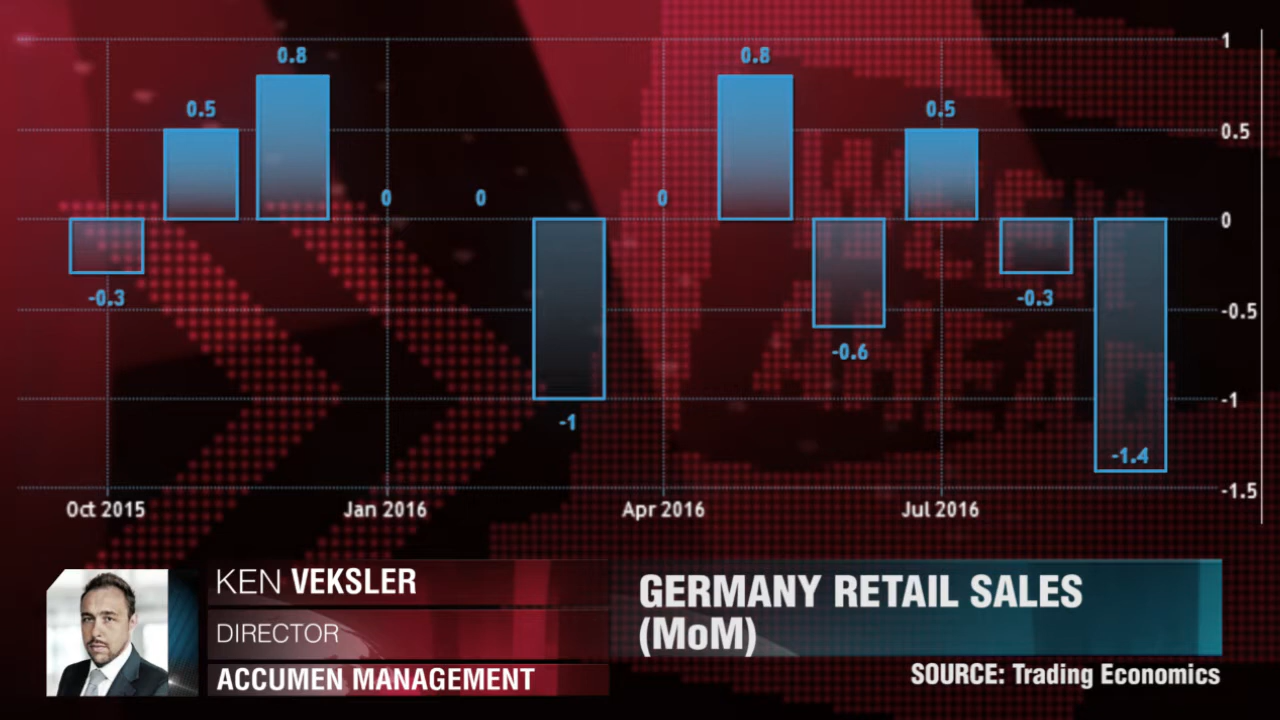 1
0.8
0.8
0.5
0.5
0.5
0
0
0
0
-0.3
-0.3
-0.5
-0.6
-1
-1
-1.4
-1.5
Oct 2015
Jan 2016
Apr 2016
Jul 2016
KEN VEKSLER
DIRECTOR
ACCUMEN MANAGEMENT
GERMANY RETAIL SALES
(MoM)
SOURCE: Trading Economics